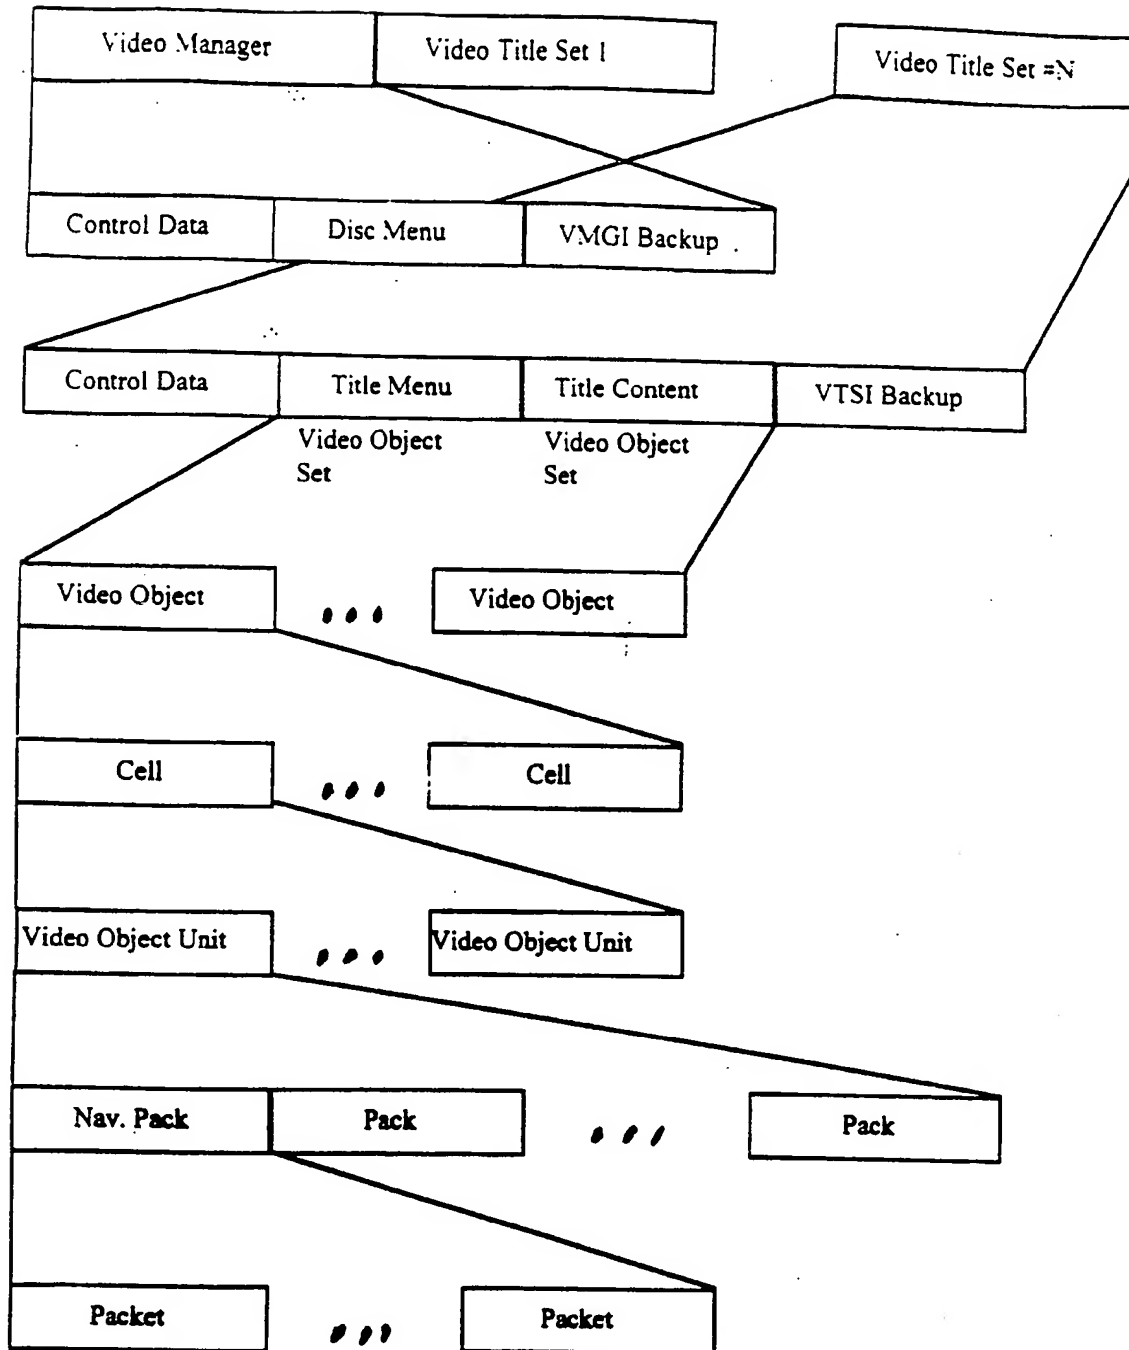 Video Manager
Video Title Set 1
Video Title Set =N
Control Data
Disc Menu
VMGI Backup
Control Data
Title Menu
Title Content
VTSI Backup
Video Object
Set
Video Object
Set
Video Object
Video Object
Cell
Cell
Video Object Unit
Video Object Unit
Nav. Pack
Pack
Pack
Packet
Packet